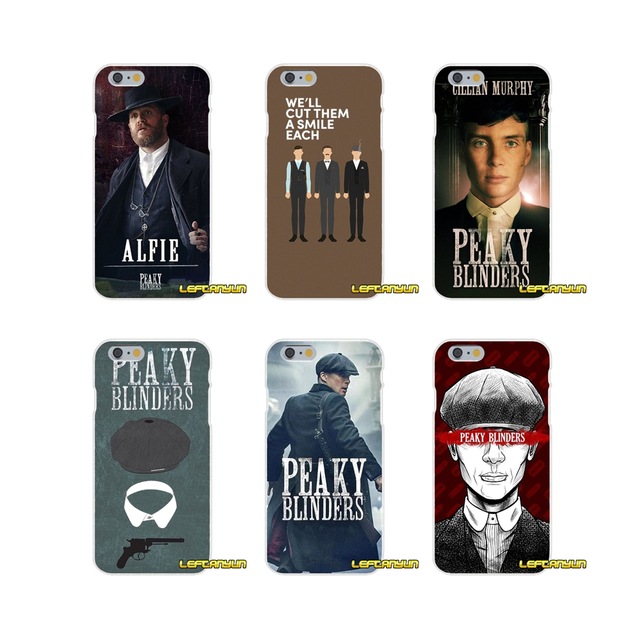 ALFIE
PEAKY
BLINDERS
LEFTANYUN
WE'LL
CUT THEM
A SMILE
EACH
LEFTANYUN
CILLIAN MURPHY
PEAKY
BLINDERS
LEFTANYUN
PEAKY
BLINDERS
LEFTANYUN
PEAKY
BLINDERS
LEFTANYUN
PEAKY BLINDERS
LEFTANYUN